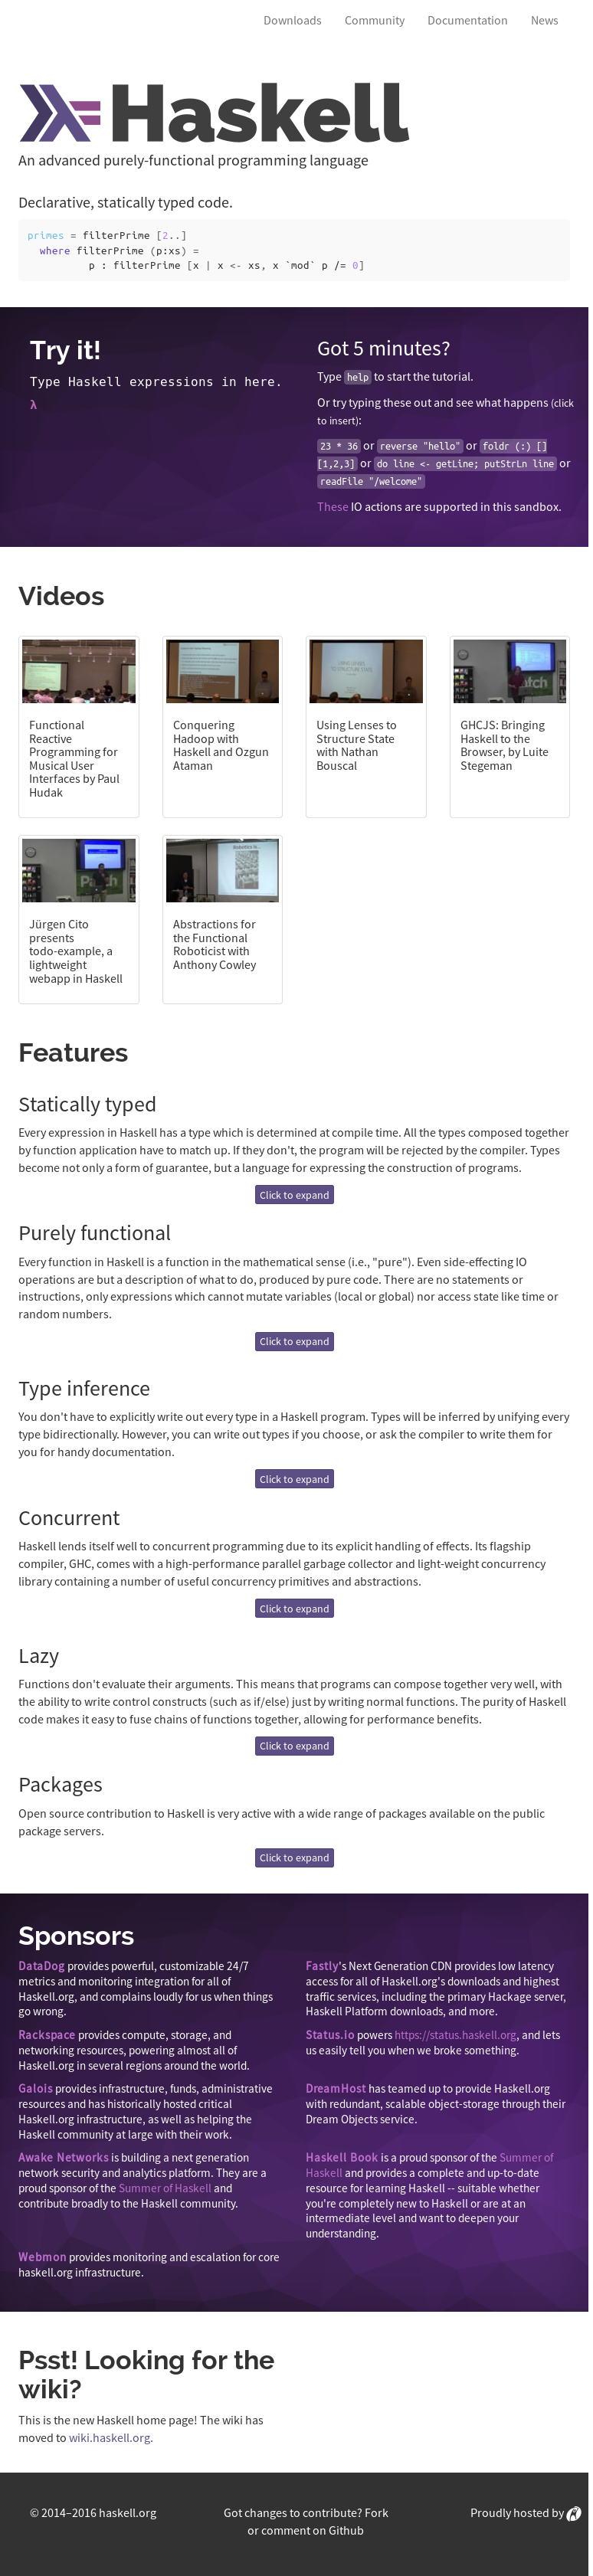 Downloads Community Documentation News
Haskell
An advanced purely-functional programming language
Declarative, statically typed code.
primes = filterPrime [2..]
where filterPrime (p:xs) =
p : filterPrime [x | x <- xs, x `mod` p /= 0]
Try it!
Type Haskell expressions in here.
λ
Got 5 minutes?
Type help to start the tutorial.
Or try typing these out and see what happens (click
to insert):
23 * 36 or reverse "hello" or foldr (:) []
[1,2,3] or do line <- getLine; putStrLn line or
readFile "/welcome"
These IO actions are supported in this sandbox.
Videos
Functional
Reactive
Programming for
Musical User
Interfaces by Paul
Hudak
Conquering
Hadoop with
Haskell and Ozgun
Ataman
Using Lenses to
Structure State
with Nathan
Bouscal
GHCJS: Bringing
Haskell to the
Browser, by Luite
Stegeman
Jürgen Cito
presents
todo-example, a
lightweight
webapp in Haskell
Abstractions for
the Functional
Roboticist with
Anthony Cowley
Features
Statically typed
Every expression in Haskell has a type which is determined at compile time. All the types composed together
by function application have to match up. If they don't, the program will be rejected by the compiler. Types
become not only a form of guarantee, but a language for expressing the construction of programs.
Click to expand
Purely functional
Every function in Haskell is a function in the mathematical sense (i.e., "pure"). Even side-effecting IO
operations are but a description of what to do, produced by pure code. There are no statements or
instructions, only expressions which cannot mutate variables (local or global) nor access state like time or
random numbers.
Click to expand
Type inference
You don't have to explicitly write out every type in a Haskell program. Types will be inferred by unifying every
type bidirectionally. However, you can write out types if you choose, or ask the compiler to write them for
you for handy documentation.
Click to expand
Concurrent
Haskell lends itself well to concurrent programming due to its explicit handling of effects. Its flagship
compiler, GHC, comes with a high-performance parallel garbage collector and light-weight concurrency
library containing a number of useful concurrency primitives and abstractions.
Click to expand
Lazy
Functions don't evaluate their arguments. This means that programs can compose together very well, with
the ability to write control constructs (such as if/else) just by writing normal functions. The purity of Haskell
code makes it easy to fuse chains of functions together, allowing for performance benefits.
Click to expand
Packages
Open source contribution to Haskell is very active with a wide range of packages available on the public
package servers.
Click to expand
Sponsors
DataDog provides powerful, customizable 24/7
metrics and monitoring integration for all of
Haskell.org, and complains loudly for us when things
go wrong.
Fastly's Next Generation CDN provides low latency
access for all of Haskell.org's downloads and highest
traffic services, including the primary Hackage server,
Haskell Platform downloads, and more.
Rackspace provides compute, storage, and
networking resources, powering almost all of
Haskell.org in several regions around the world.
Status.io powers https://status.haskell.org, and lets
us easily tell you when we broke something.
Galois provides infrastructure, funds, administrative
resources and has historically hosted critical
Haskell.org infrastructure, as well as helping the
Haskell community at large with their work.
DreamHost has teamed up to provide Haskell.org
with redundant, scalable object-storage through their
Dream Objects service.
Awake Networks is building a next generation
network security and analytics platform. They are a
proud sponsor of the Summer of Haskell and
contribute broadly to the Haskell community.
Haskell Book is a proud sponsor of the Summer of
Haskell and provides a complete and up-to-date
resource for learning Haskell -- suitable whether
you're completely new to Haskell or are at an
intermediate level and want to deepen your
understanding.
Webmon provides monitoring and escalation for core
haskell.org infrastructure.
Psst! Looking for the
wiki?
This is the new Haskell home page! The wiki has
moved to wiki.haskell.org.
© 2014–2016 haskell.org
Got changes to contribute? Fork
or comment on Github
Proudly hosted by